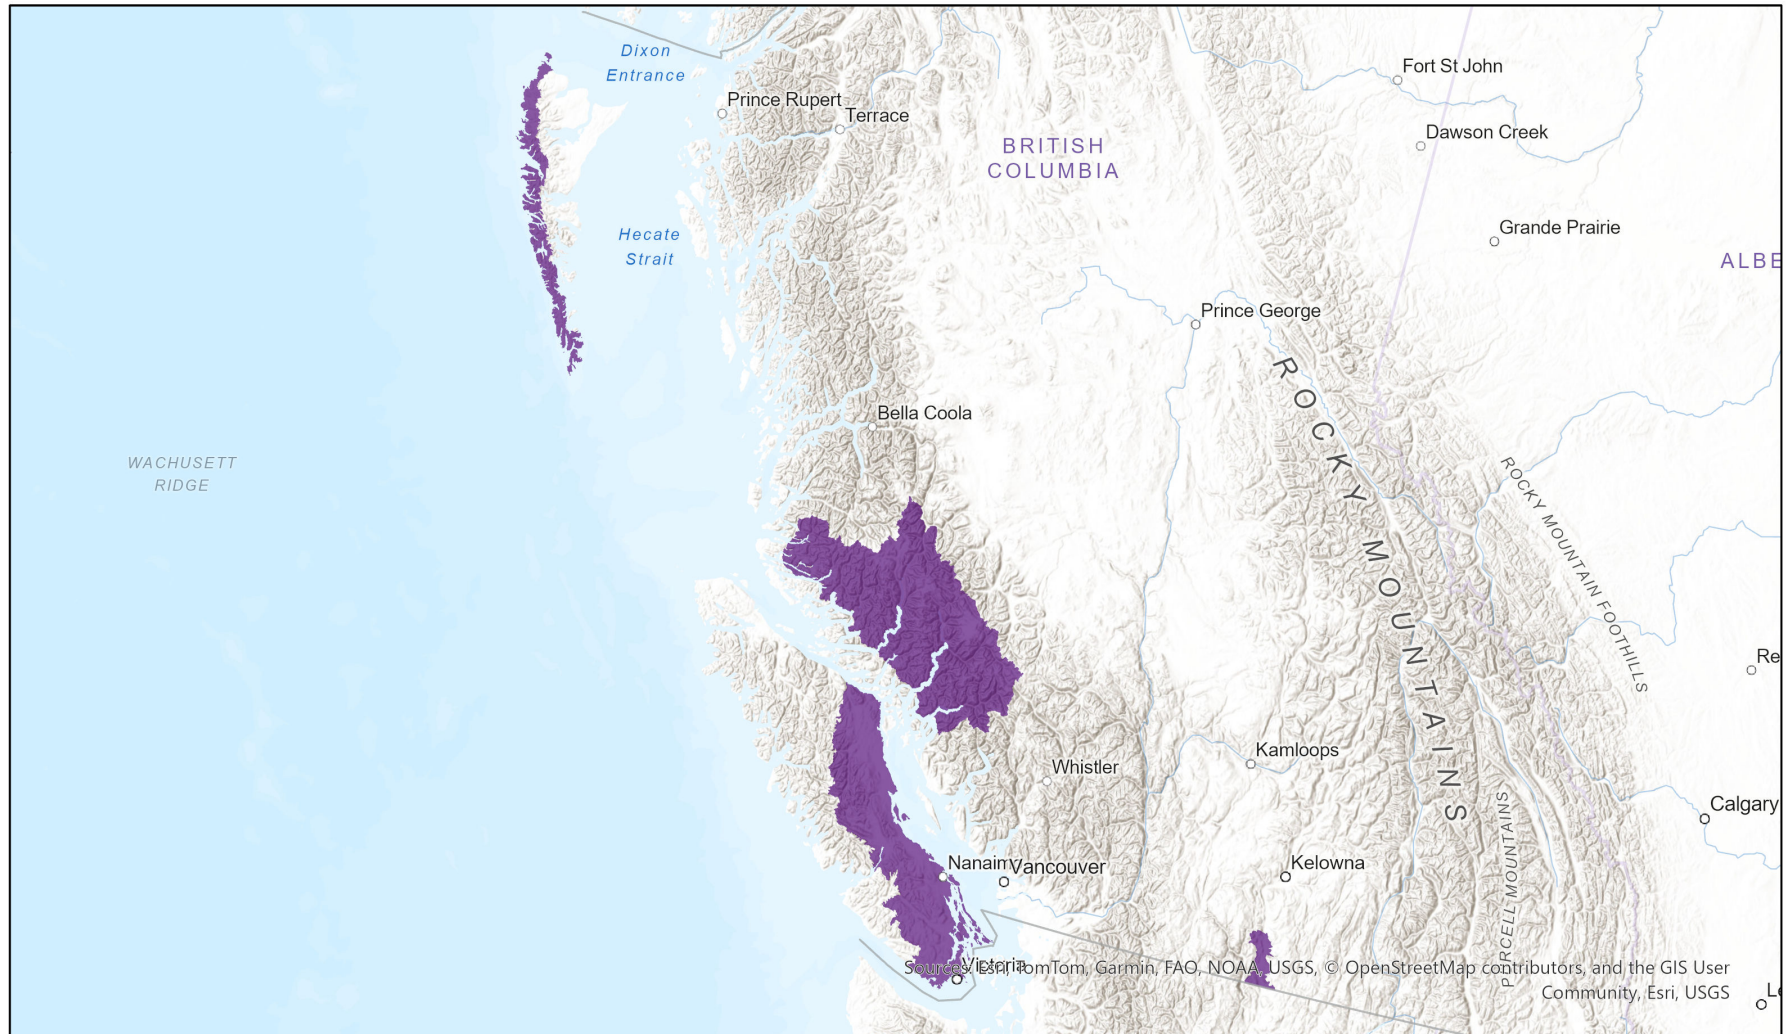 Dixon
Entrance
Fort St John
Prince Rupert
Terrace
Dawson Creek
BRITISH
COLUMBIA
Grande Prairie
Hecate
Strait
ALBE
Prince George
ROCKY MOUNTAINS
Bella Coola
WACHUSETT
RIDGE
ROCKY MOUNTAIN FOOTHILLS
Re
Kamloops
Whistler
PURCELL MOUNTAINS
Calgary
Nanaim
Vancouver
Kelowna
Victoria
Sources: Esri, TomTom, Garmin, FAO, NOAA, USGS, © OpenStreetMap contributors, and the GIS User
Community, Esri, USGS
Le